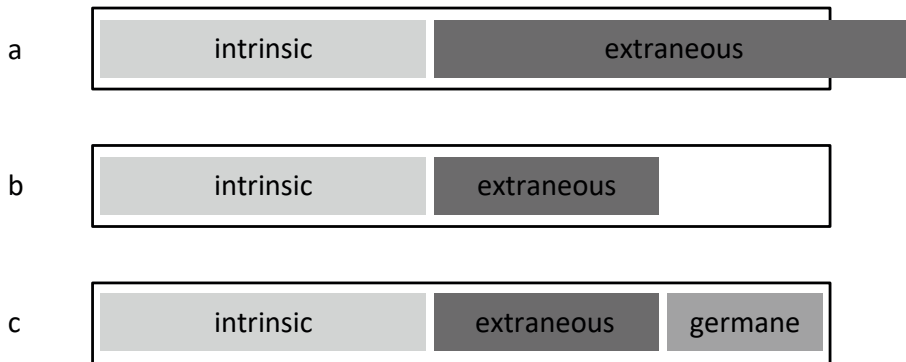 a intrinsic extraneous
b intrinsic extraneous
c intrinsic extraneous germane